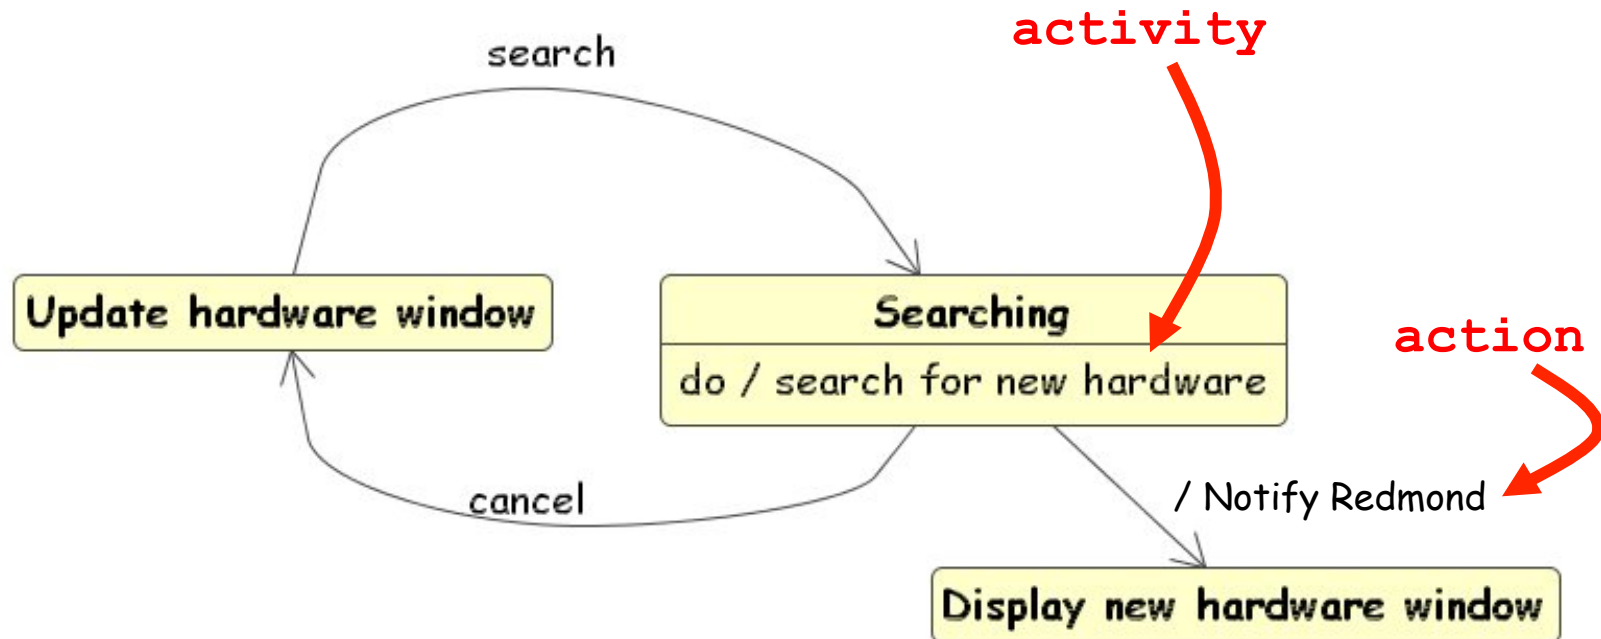 activity
search
Update hardware window
Searching
do / search for new hardware
action
cancel
/ Notify Redmond
Display new hardware window